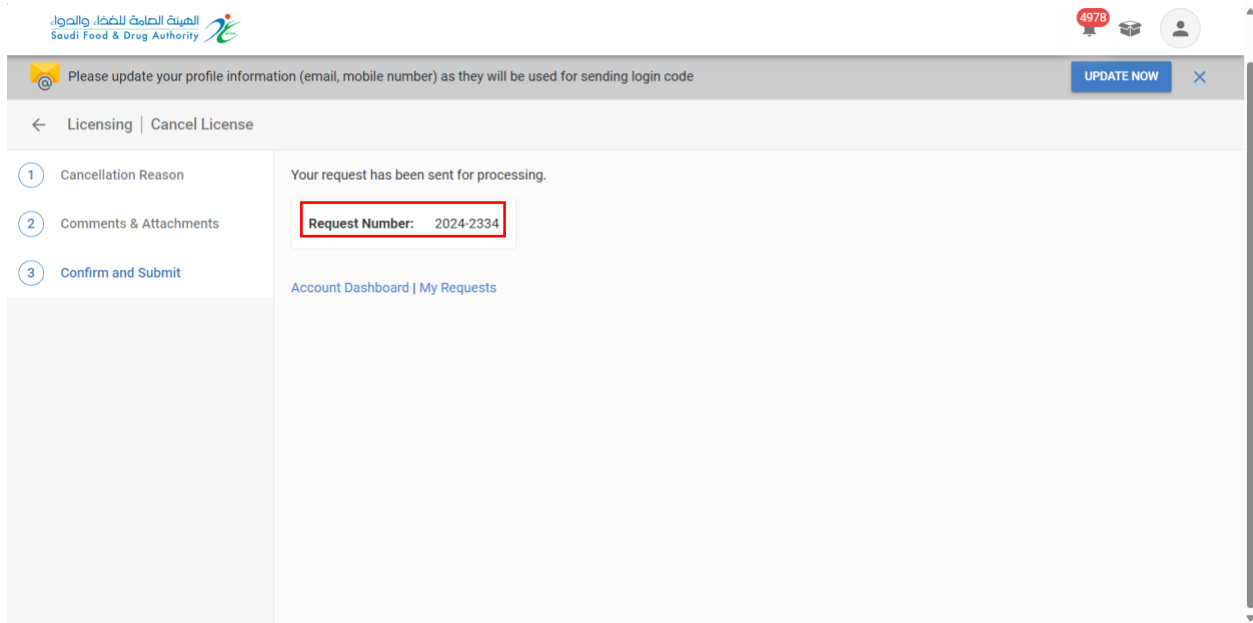 الهيئة العامة للغذاء والدواء
Saudi Food & Drug Authority
4978
Please update your profile information (email, mobile number) as they will be used for sending login code
UPDATE NOW
Licensing | Cancel License
1 Cancellation Reason
2 Comments & Attachments
3 Confirm and Submit
Your request has been sent for processing.
Request Number: 2024-2334
Account Dashboard | My Requests